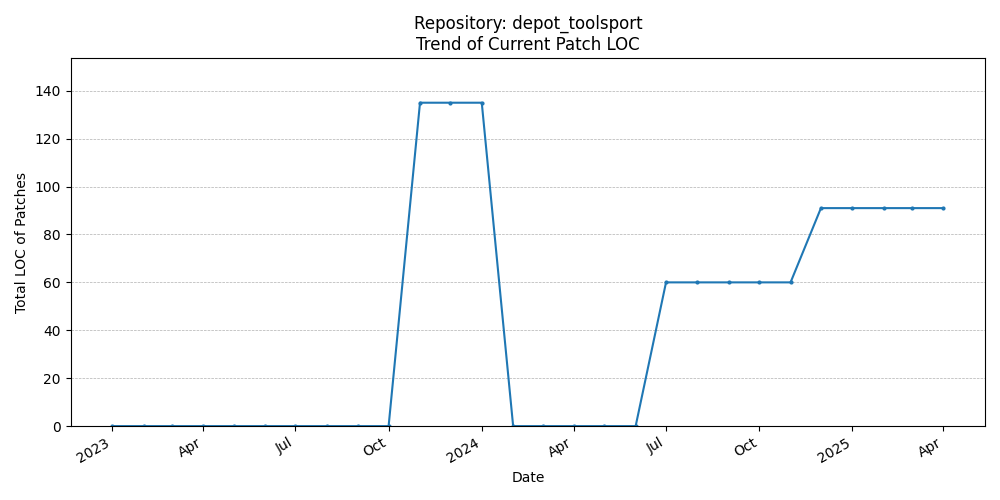 Repository: depot_toolsport
Trend of Current Patch LOC
Total LOC of Patches
140
120
100
80
60
40
20
0
2023
Apr
Jul
Oct
2024
Apr
Jul
Oct
2025
Apr
Date